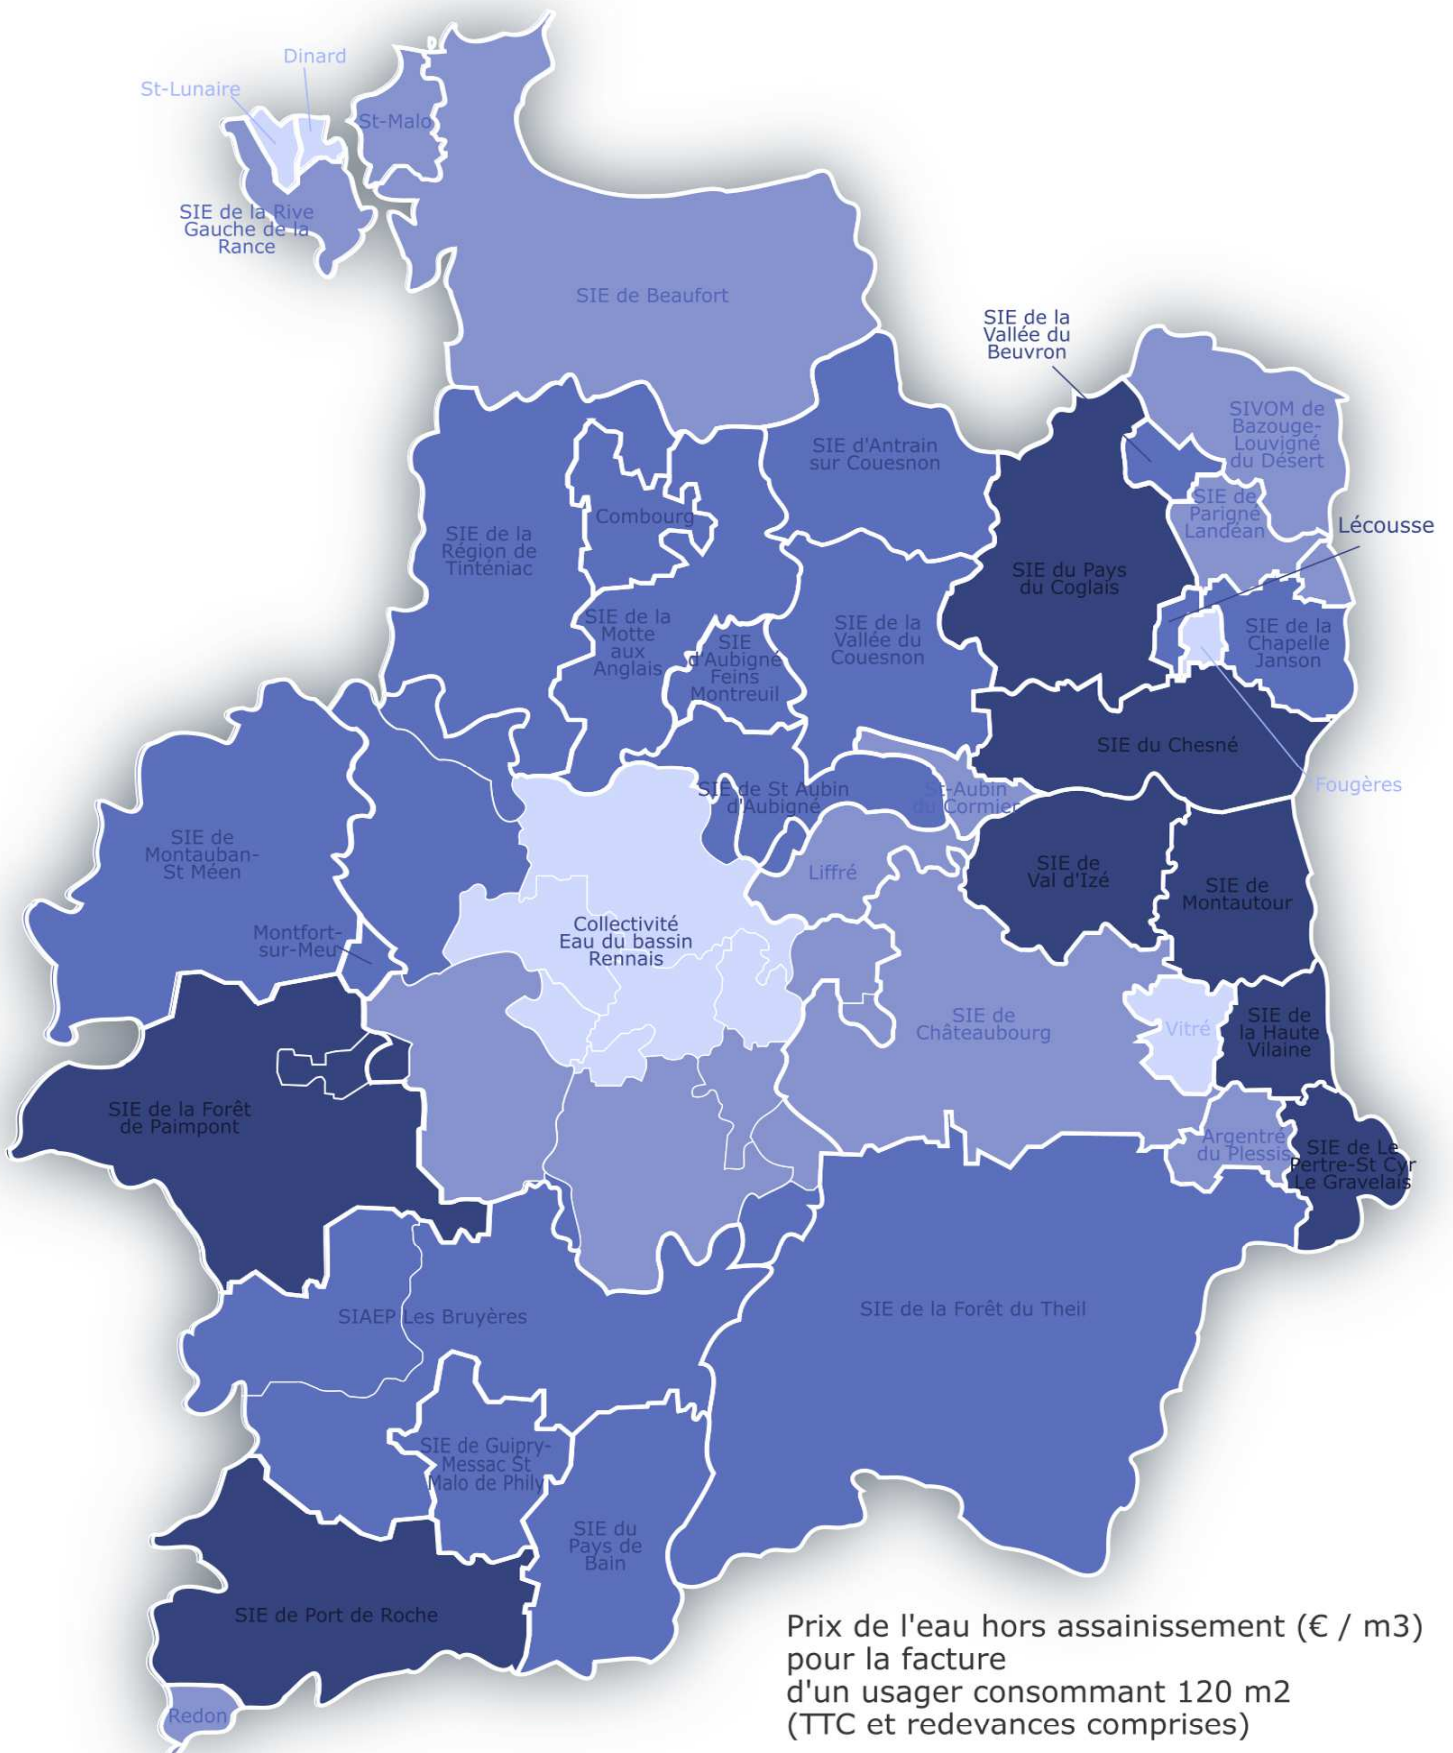 Dinard
St-Lunaire
St-Malo
SIE de la Rive
Gauche de la
Rance
SIE de Beaufort
SIE de la
Vallée du
Beuvron
SIVOM de
Bazouge-
Louvigné
du Désert
SIE d'Antrain
sur Couesnon
SIE de
Parigné
Landéan
Lécousse
Combourg
SIE de la
Région de
Tinténiac
SIE du Pays
du Coglais
SIE de la
Motte
aux
Anglais
SIE
d'Aubigné
Feins
Montreuil
SIE de la
Vallée du
Couesnon
SIE de la
Chapelle
Janson
SIE du Chesné
Fougères
SIE de St Aubin
d'Aubigné
St-Aubin
du Cormier
SIE de
Montauban-
St Méen
Liffré
SIE de
Val d'Izé
SIE de
Montautour
Montfort-
sur-Meu
Collectivité
Eau du bassin
Rennais
SIE de
Châteaubourg
Vitré
SIE de
la Haute
Vilaine
SIE de la Forêt
de Paimpont
Argentré
du Plessis
SIE de Le
Pertre-St Cyr
Le Gravelais
SIAEP Les Bruyères
SIE de la Forêt du Theil
SIE de Guipry-
Messac St
Malo de Phily
SIE du
Pays de
Bain
SIE de Port de Roche
Redon
Prix de l'eau hors assainissement (€ / m3)
pour la facture
d'un usager consommant 120 m2
(TTC et redevances comprises)